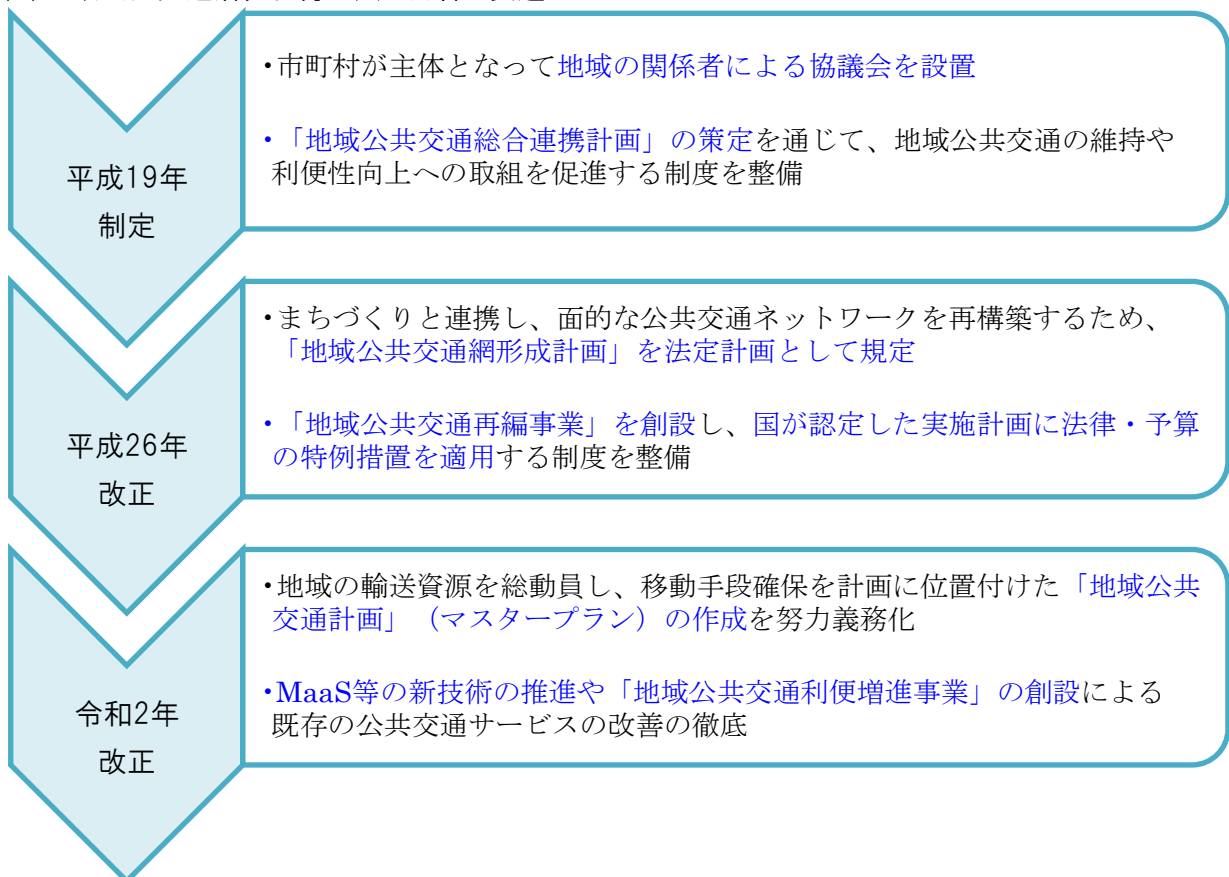 ・市町村が主体となって地域の関係者による協議会を設置
・「地域公共交通総合連携計画」の策定を通じて、地域公共交通の維持や
利便性向上への取組を促進する制度を整備
平成19年
制定
・まちづくりと連携し、面的な公共交通ネットワークを再構築するため、
「地域公共交通網形成計画」を法定計画として規定
・「地域公共交通再編事業」を創設し、国が認定した実施計画に法律・予算
の特例措置を適用する制度を整備
平成26年
改正
・地域の輸送資源を総動員し、移動手段確保を計画に位置付けた「地域公共
交通計画」（マスタープラン）の作成を努力義務化
・MaaS等の新技術の推進や「地域公共交通利便増進事業」の創設による
既存の公共交通サービスの改善の徹底
令和2年
改正